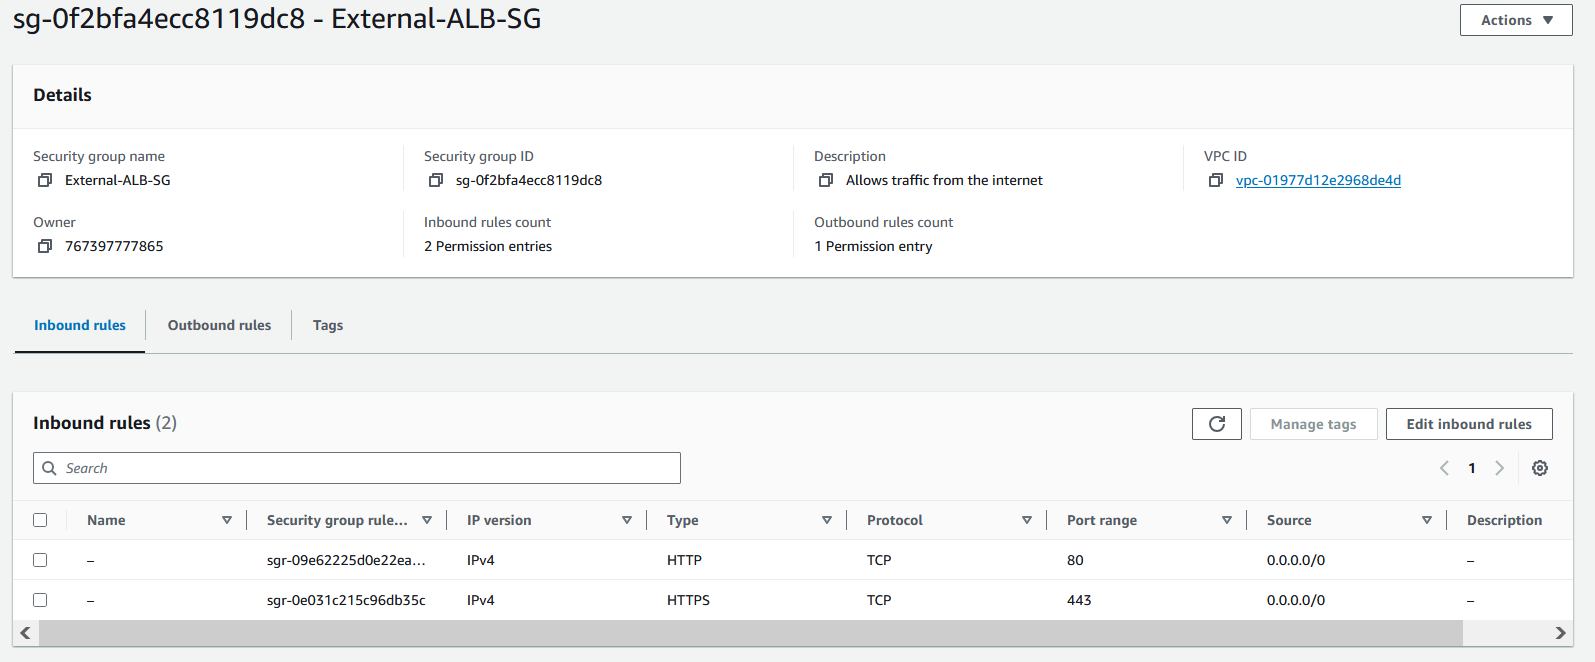 sg-0f2bfa4ecc8119dc8 - External-ALB-SG
Actions
Details
Security group name
External-ALB-SG
Security group ID
sg-0f2bfa4ecc8119dc8
Description
Allows traffic from the internet
VPC ID
vpc-01977d12e2968de4d
Owner
767397777865
Inbound rules count
2 Permission entries
Outbound rules count
1 Permission entry
Inbound rules Outbound rules Tags
Inbound rules (2)
Manage tags
Edit inbound rules
Search
1
Name Security group rule... IP version Type Protocol Port range Source Description
– sgr-09e62225d0e22ea... IPv4 HTTP TCP 80 0.0.0.0/0 –
– sgr-0e031c215c96db35c IPv4 HTTPS TCP 443 0.0.0.0/0 –